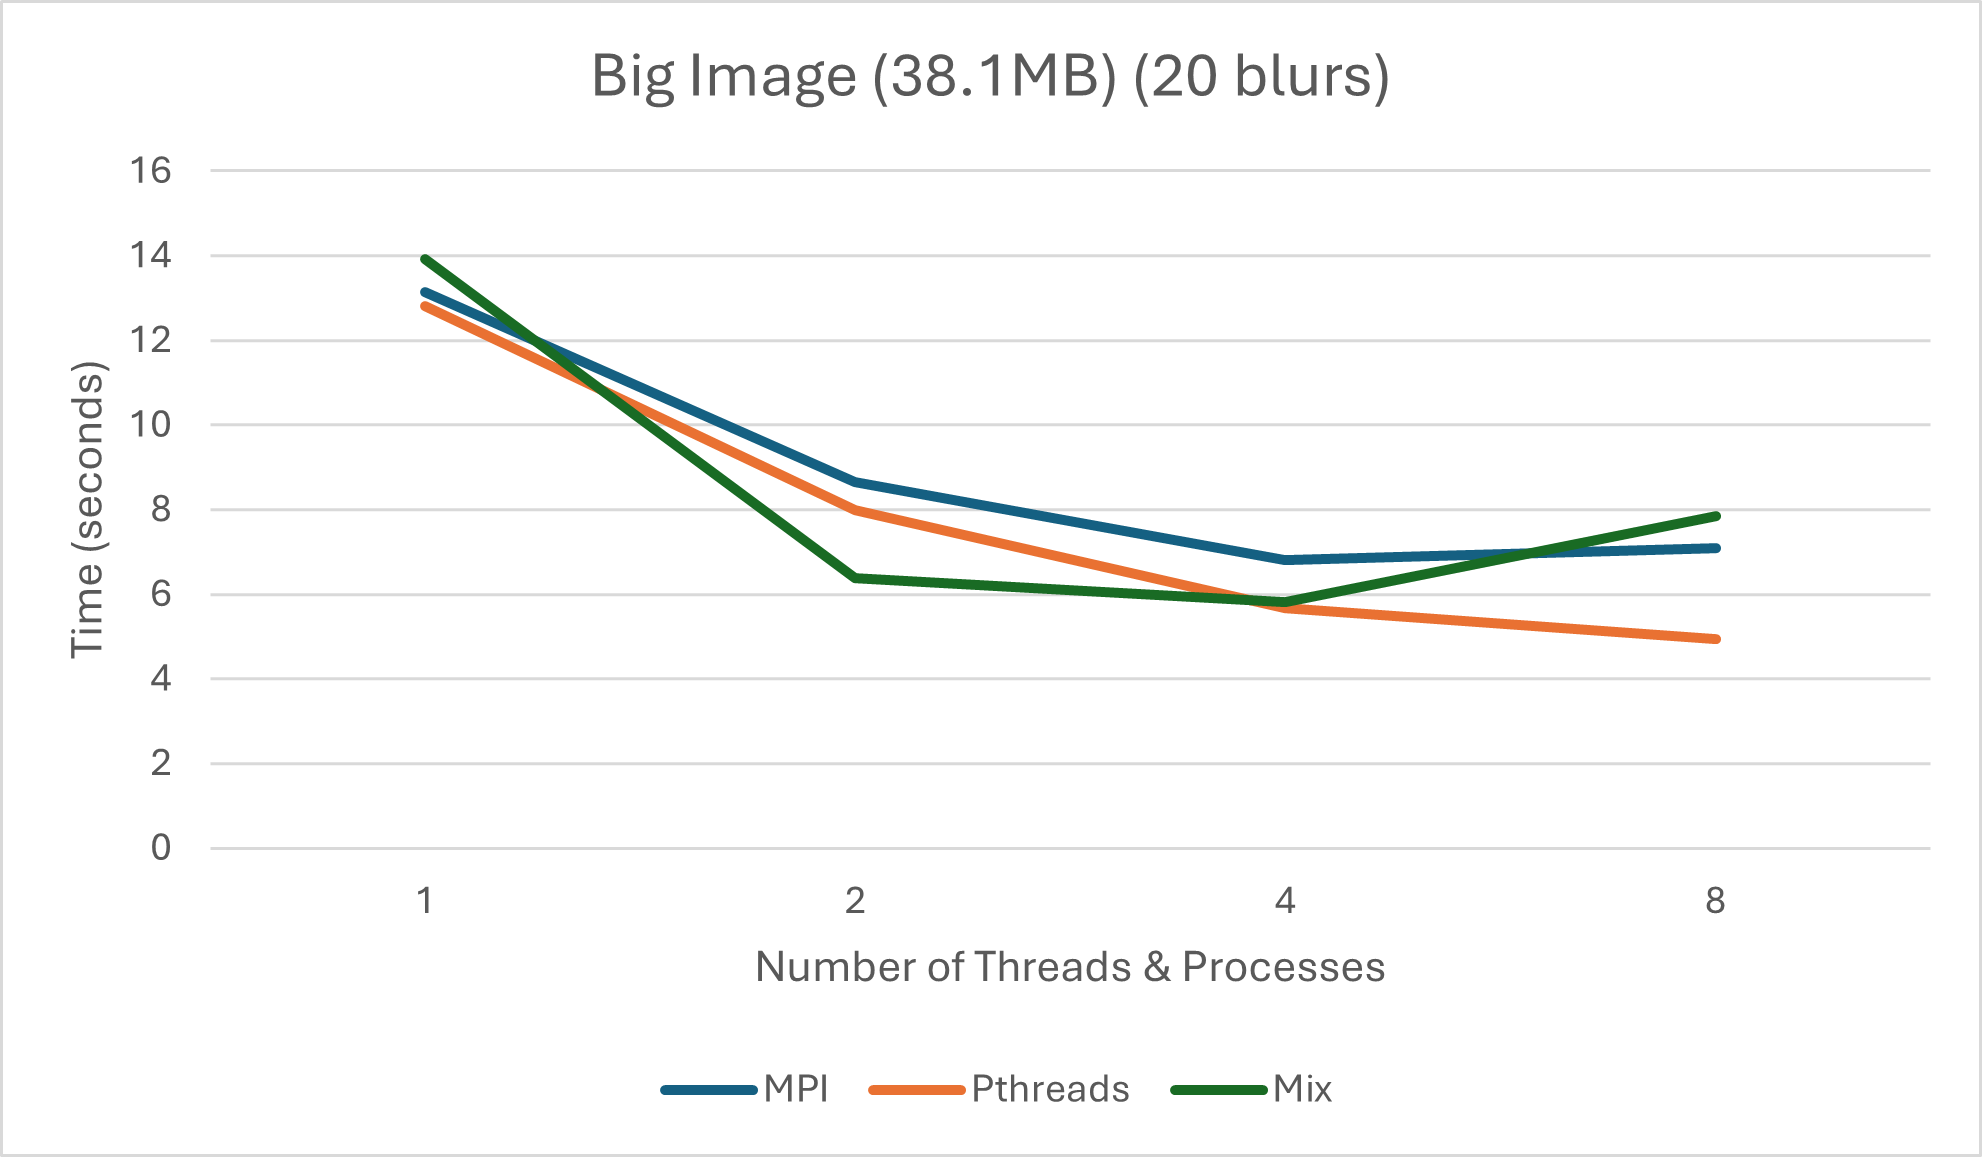 Big Image (38.1MB) (20 blurs)
16
14
12
10
8
6
4
2
0
Time (seconds)
1 2 4 8
Number of Threads & Processes
MPI Pthreads Mix